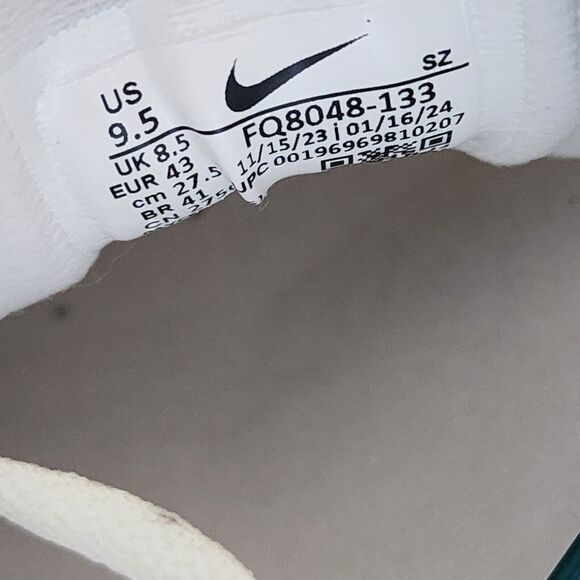 US
9.5
SZ
FQ8048-133
UK 8.5
11/15/23 | 01/16/24
EUR 43
UPC 00196969810207
cm 27.5
BR 41